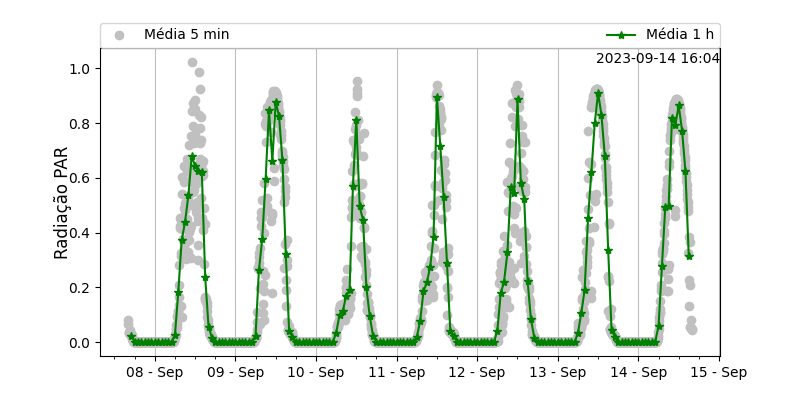 Média 5 min
Média 1 h
2023-09-14 16:04
Radiação PAR
1.0
0.8
0.6
0.4
0.2
0.0
08 - Sep
09 - Sep
10 - Sep
11 - Sep
12 - Sep
13 - Sep
14 - Sep
15 - Sep